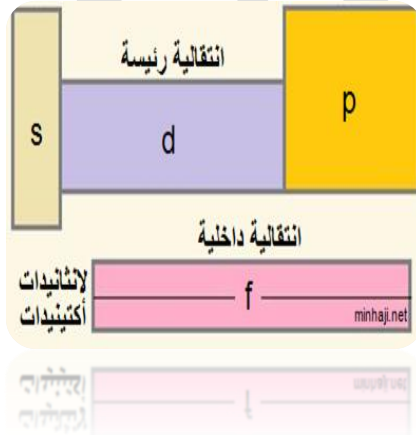 انتقالية رئيسة
s
d
p
انتقالية داخلية
لانثانيدات
أكتينيدات
f
minhaji.net